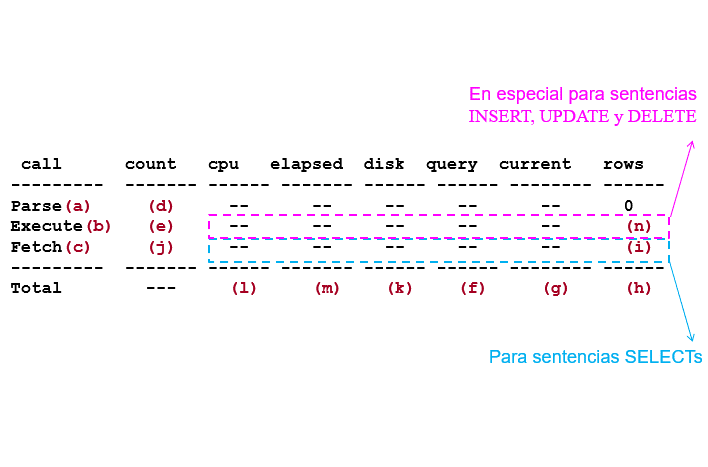 En especial para sentencias
INSERT, UPDATE y DELETE
call count cpu elapsed disk query current rows
---------- ------- ------ -------- ------ ------ -------- ------
Parse(a) (d) -- -- -- -- -- 0
Execute(b) (e) -- -- -- -- -- (n)
Fetch(c) (j) -- -- -- -- -- (i)
---------- ------- ------ -------- ------ ------ -------- ------
Total --- (l) (m) (k) (f) (g) (h)
Para sentencias SELECTs